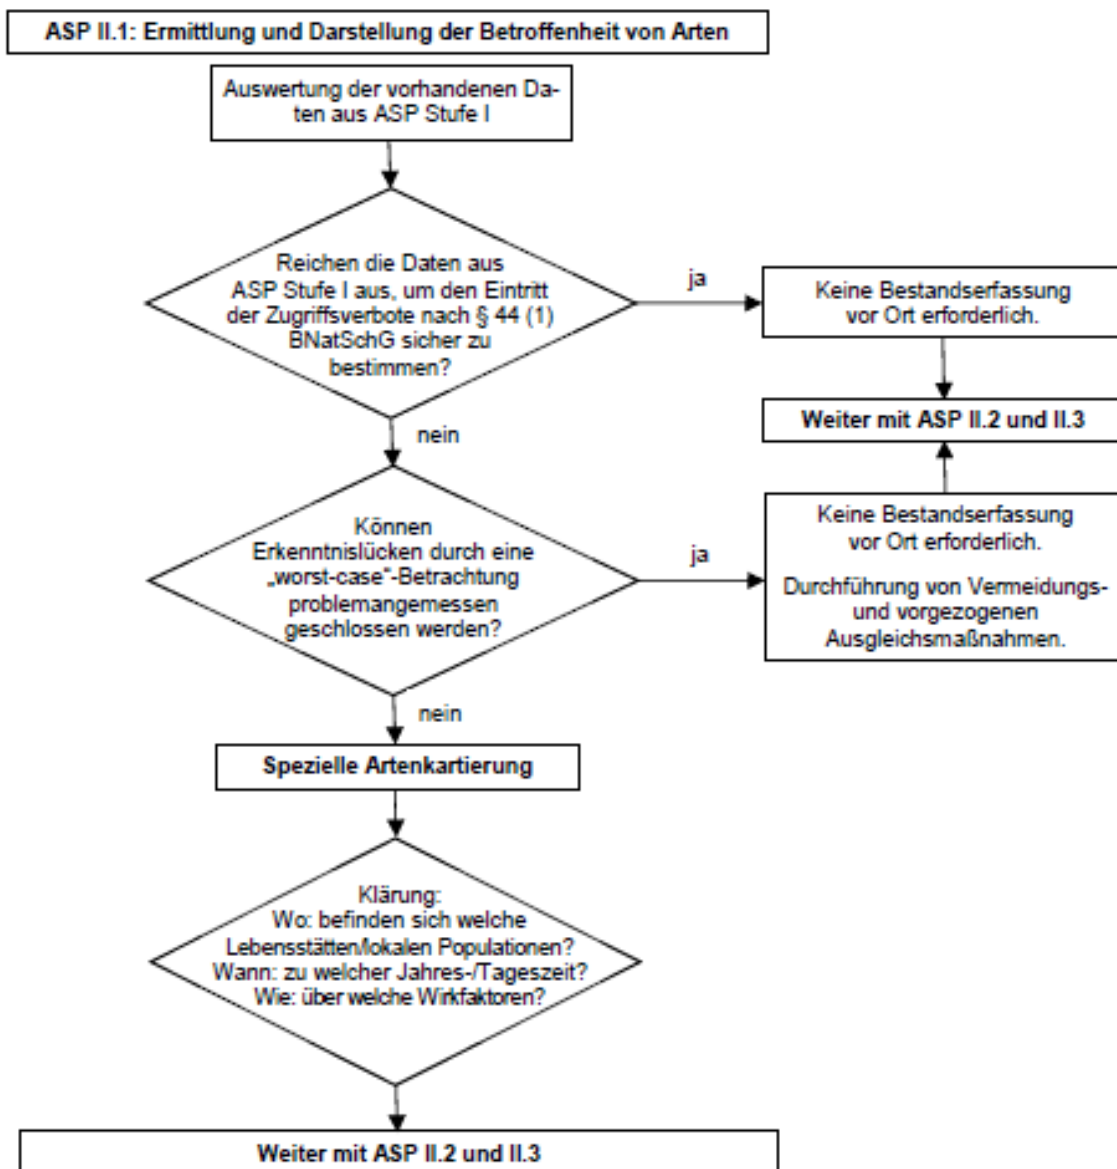 ASP II.1: Ermittlung und Darstellung der Betroffenheit von Arten
Auswertung der vorhandenen Da-
ten aus ASP Stufe I
Reichen die Daten aus
ASP Stufe I aus, um den Eintritt
der Zugriffsverbote nach § 44 (1)
BNatSchG sicher zu
bestimmen?
ja
Keine Bestandserfassung
vor Ort erforderlich.
Weiter mit ASP II.2 und II.3
nein
Können
Erkenntnislücken durch eine
„worst-case“-Betrachtung
problemangemessen
geschlossen werden?
ja
Keine Bestandserfassung
vor Ort erforderlich.
Durchführung von Vermeidungs-
und vorgezogenen
Ausgleichsmaßnahmen.
nein
Spezielle Artenkartierung
Klärung:
Wo: befinden sich welche
Lebensstätten/lokalen Populationen?
Wann: zu welcher Jahres-/Tageszeit?
Wie: über welche Wirkfaktoren?
Weiter mit ASP II.2 und II.3